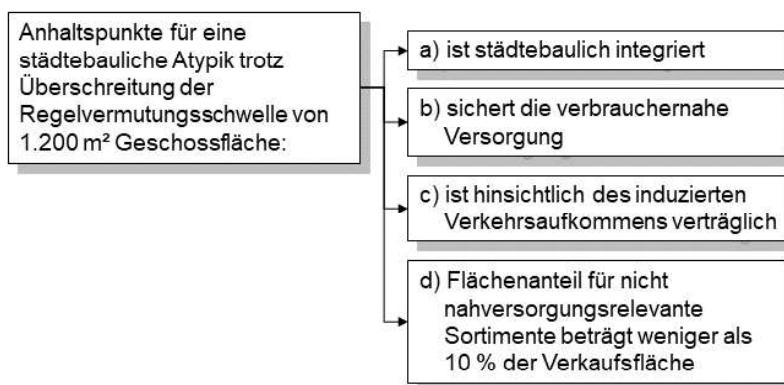 Anhaltspunkte für eine
städtebauliche Atypik trotz
Überschreitung der
Regelvermutungsschwelle von
1.200 m² Geschossfläche:
a) ist städtebaulich integriert
b) sichert die verbrauchernahe
Versorgung
c) ist hinsichtlich des induzierten
Verkehrsaufkommens verträglich
d) Flächenanteil für nicht
nahversorgungsrelevante
Sortimente beträgt weniger als
10 % der Verkaufsfläche